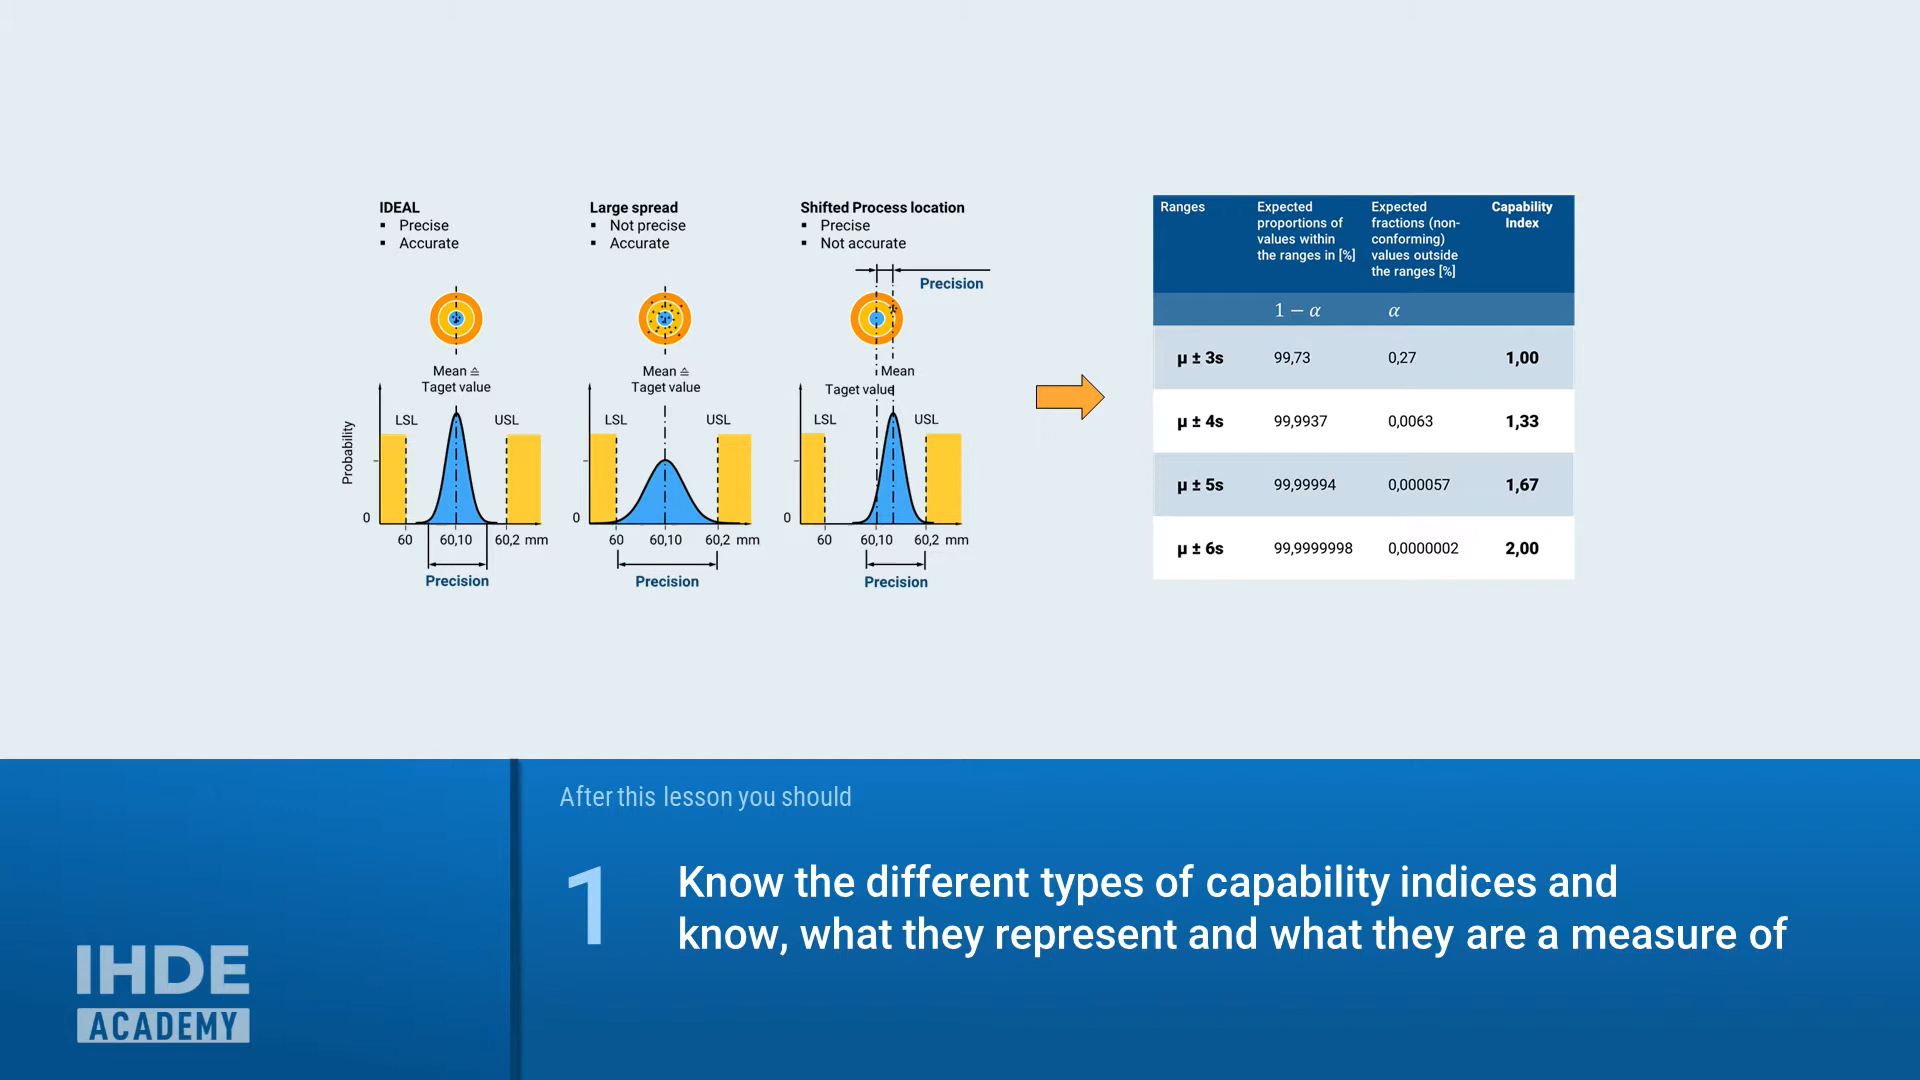 IDEAL
▪ Precise
▪ Accurate
Large spread
▪ Not precise
▪ Accurate
Shifted Process location
▪ Precise
▪ Not accurate
Precision
Mean ≙
Taget value
Mean ≙
Taget value
Mean
Taget value
Probability
LSL USL
0
60 60,10 60,2 mm
Precision
LSL USL
0
60 60,10 60,2 mm
Precision
LSL USL
0
60 60,10 60,2 mm
Precision
Ranges
Expected
proportions of
values within
the ranges in [%]
Expected
fractions (non-
conforming)
values outside
the ranges [%]
Capability
Index
1 − α α
μ ± 3s 99,73 0,27 1,00
μ ± 4s 99,9937 0,0063 1,33
μ ± 5s 99,99994 0,000057 1,67
μ ± 6s 99,9999998 0,0000002 2,00
After this lesson you should
1
Know the different types of capability indices and
know, what they represent and what they are a measure of
IHDE
ACADEMY